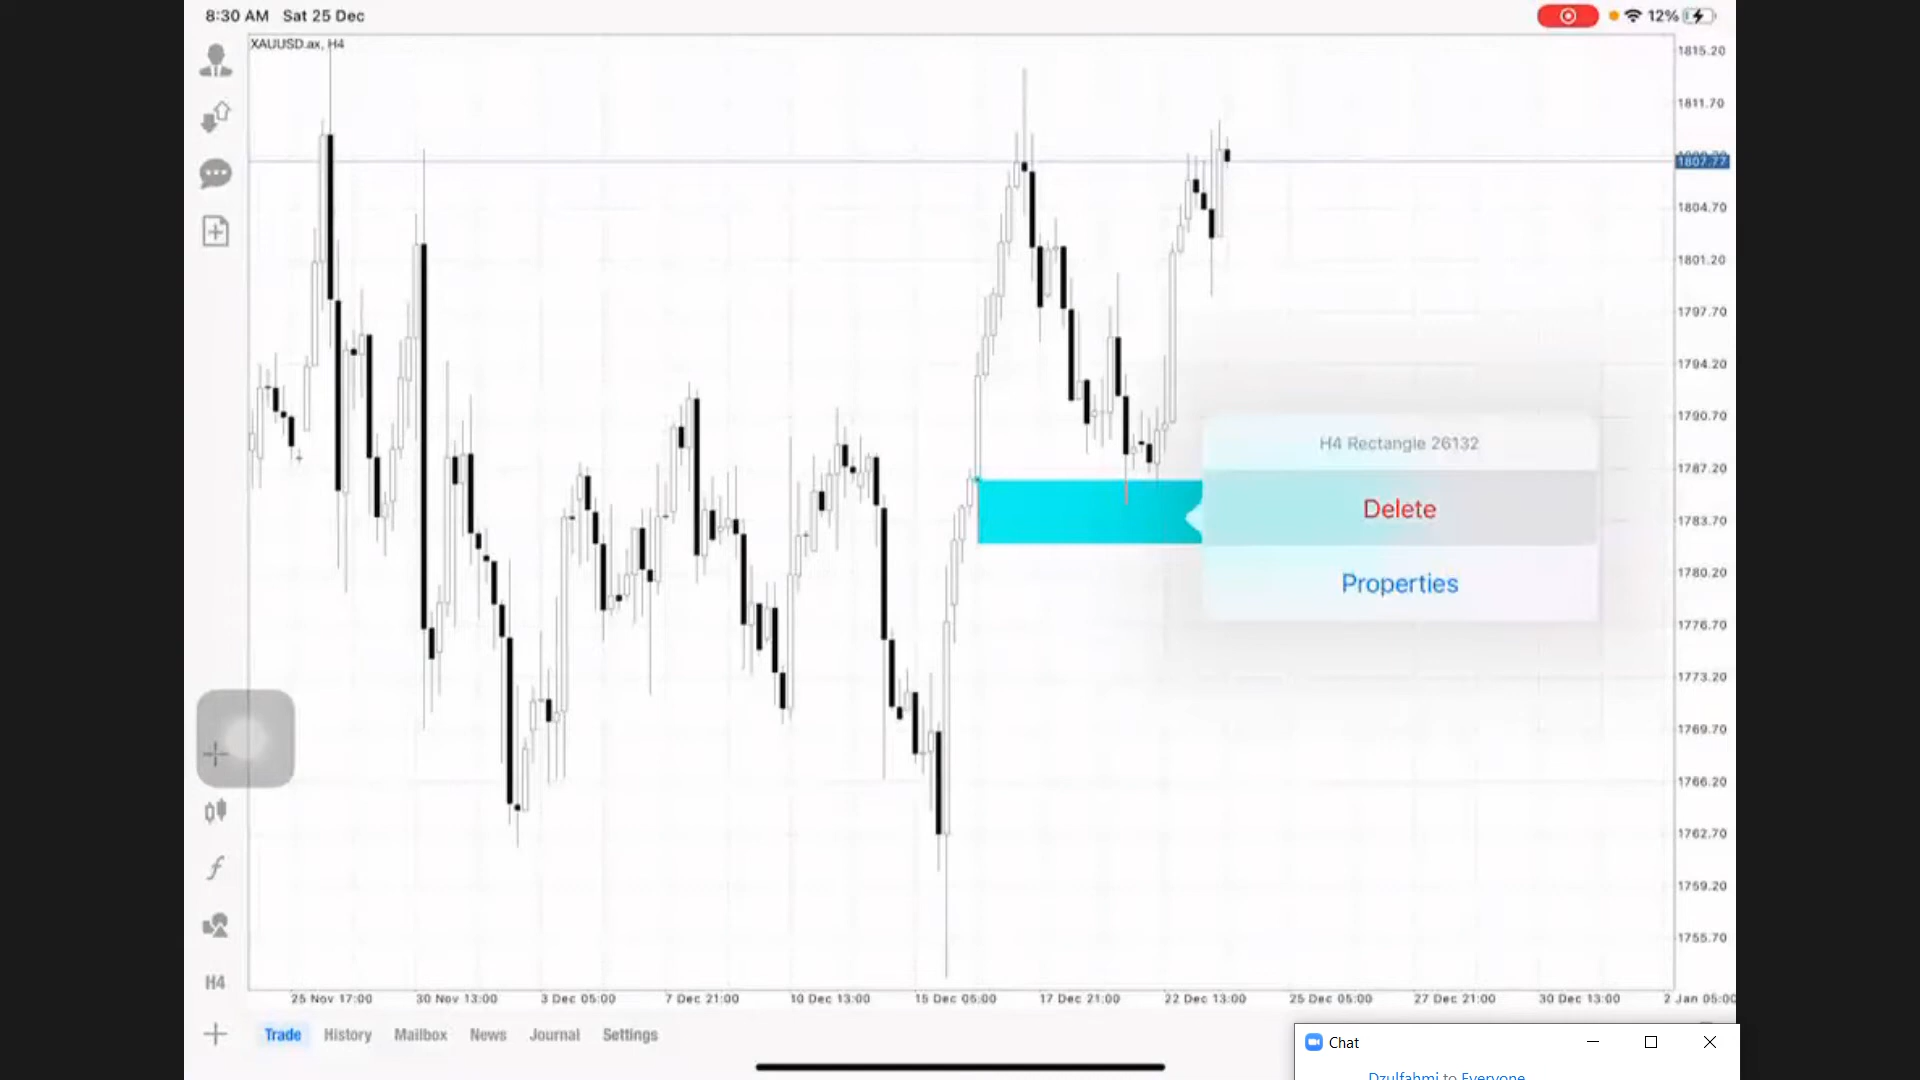 8:30 AM Sat 25 Dec
12%
XAUUSD.ax, H4
1815.20
1811.70
1807.77
1804.70
1801.20
1797.70
1794.20
1790.70
1787.20
1783.70
1780.20
1776.70
1773.20
1769.70
1766.20
1762.70
1759.20
1755.70
H4 Rectangle 26132
Delete
Properties
H4
25 Nov 17:00 30 Nov 13:00 3 Dec 05:00 7 Dec 21:00 10 Dec 13:00 15 Dec 05:00 17 Dec 21:00 22 Dec 13:00 25 Dec 05:00 27 Dec 21:00 30 Dec 13:00 2 Jan 05:00
Trade History Mailbox News Journal Settings
Chat
Dzulfahmi to Everyone